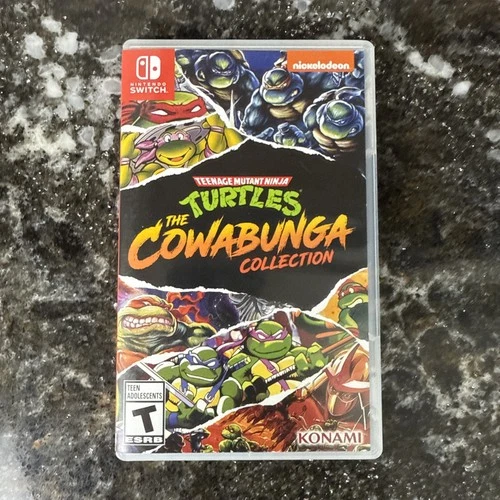 NINTENDO
SWITCH
nickelodeon
TEENAGE MUTANT NINJA
TURTLES
THE
COWABUNGA
COLLECTION
TEEN
ADOLESCENTS
T
ESRB
KONAMI